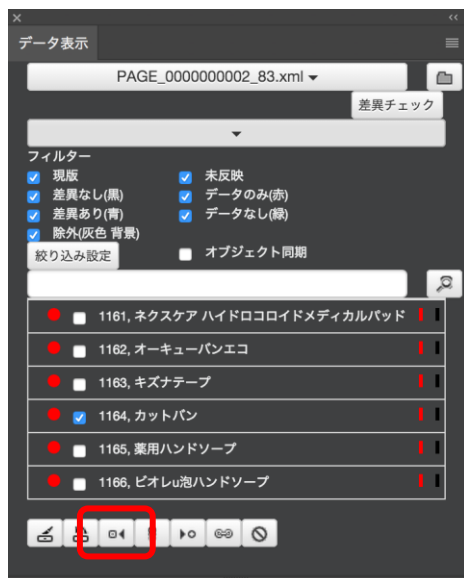 データ表示
PAGE_0000000002_83.xml
差異チェック
フィルター
現版 未反映
差異なし(黒) データのみ(赤)
差異あり(青) データなし(緑)
除外(灰色 背景)
絞り込み設定 オブジェクト同期
1161, ネクスケア ハイドロコロイドメディカルパッド
1162, オーキューバンエコ
1163, キズナテープ
1164, カットバン
1165, 薬用ハンドソープ
1166, ビオレu泡ハンドソープ